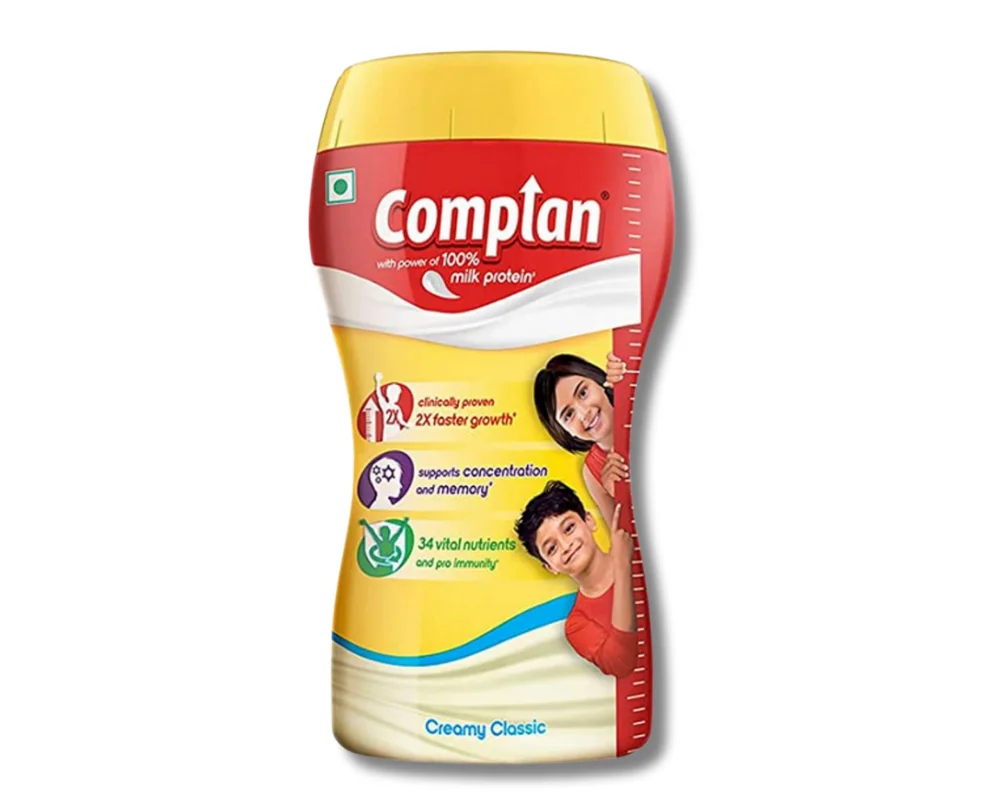 Complan®
with power of 100%
milk protein†
2X
clinically proven
2X faster growth*
supports concentration
and memory*
34 vital nutrients
and pro immunity*
Creamy Classic